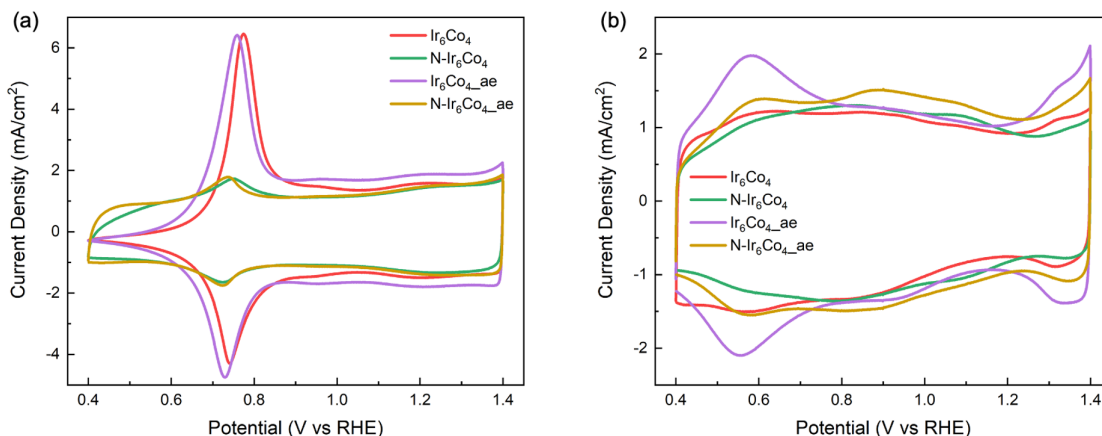 (a)
Current Density (mA/cm²)
6
4
2
0
-2
-4
Ir₆Co₄
N-Ir₆Co₄
Ir₆Co₄_ae
N-Ir₆Co₄_ae
0.4 0.6 0.8 1.0 1.2 1.4
Potential (V vs RHE)
(b)
Current Density (mA/cm²)
2
1
0
-1
-2
Ir₆Co₄
N-Ir₆Co₄
Ir₆Co₄_ae
N-Ir₆Co₄_ae
0.4 0.6 0.8 1.0 1.2 1.4
Potential (V vs RHE)